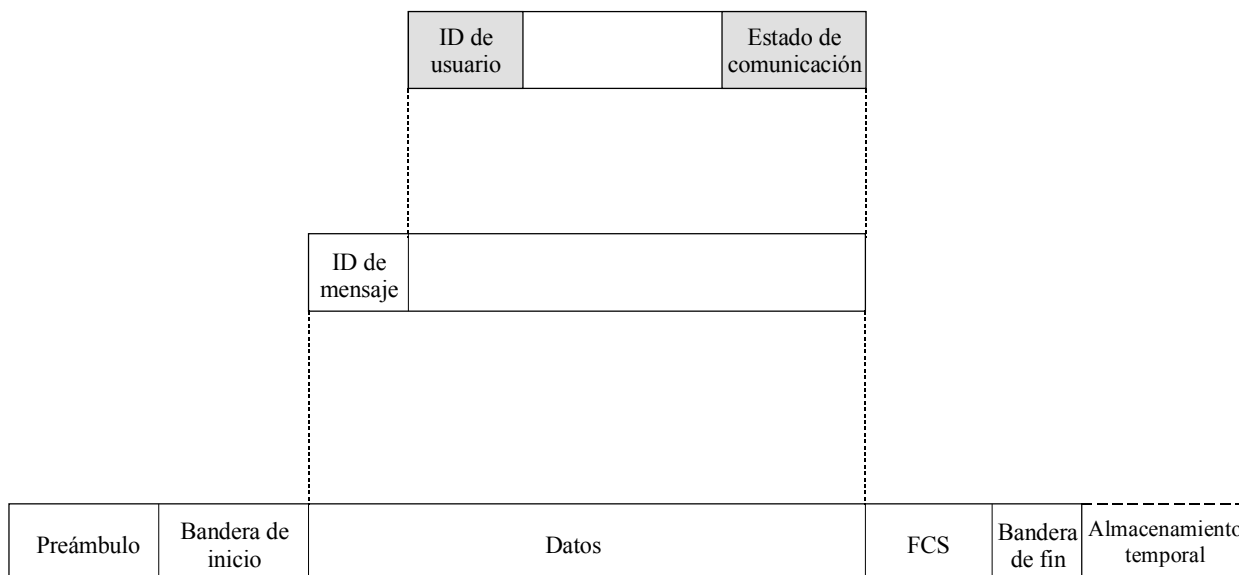 ID de
usuario
Estado de
comunicación
ID de
mensaje
Preámbulo
Bandera de
inicio
Datos
FCS
Bandera
de fin
Almacenamiento
temporal